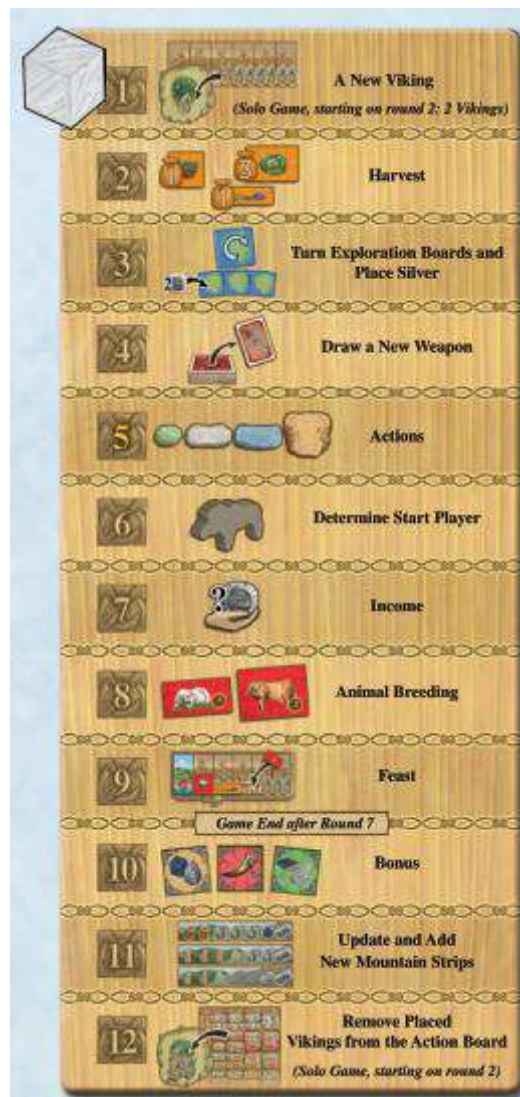 1
A New Viking
(Solo Game, starting on round 2: 2 Vikings)
2
3
Harvest
3
2
Turn Exploration Boards and
Place Silver
4
Draw a New Weapon
5
Actions
6
Determine Start Player
7
?
Income
8
Animal Breeding
9
Feast
Game End after Round 7
10
Bonus
11
Update and Add
New Mountain Strips
12
Remove Placed
Vikings from the Action Board
(Solo Game, starting on round 2)